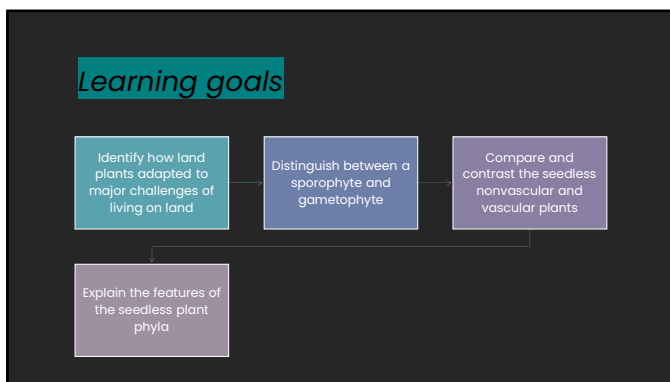 Learning goals
Identify how land
plants adapted to
major challenges of
living on land
Distinguish between a
sporophyte and
gametophyte
Compare and
contrast the seedless
nonvascular and
vascular plants
Explain the features of
the seedless plant
phyla